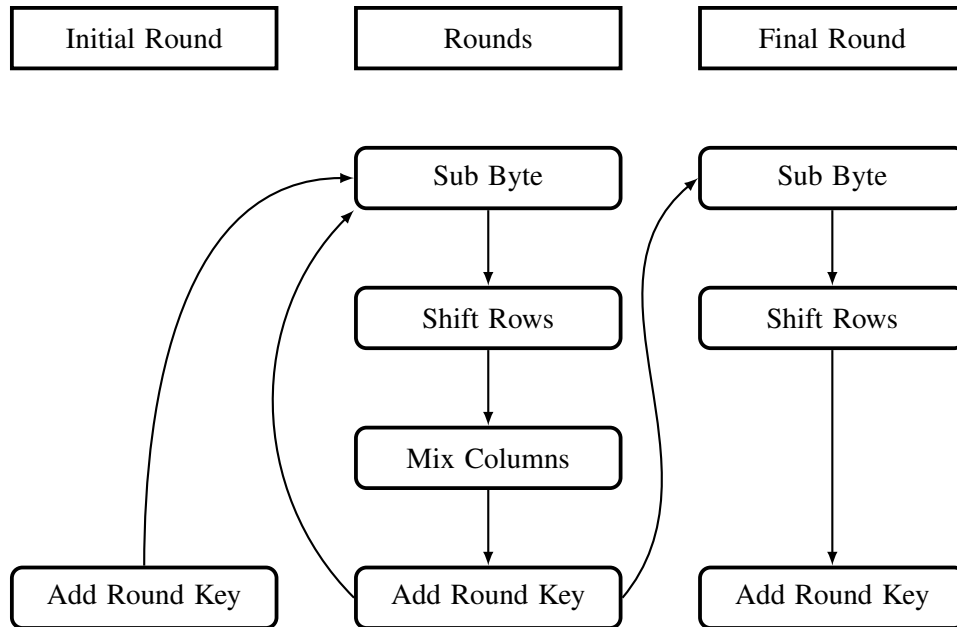 Initial Round
Rounds
Final Round
Sub Byte
Sub Byte
Shift Rows
Shift Rows
Mix Columns
Add Round Key
Add Round Key
Add Round Key